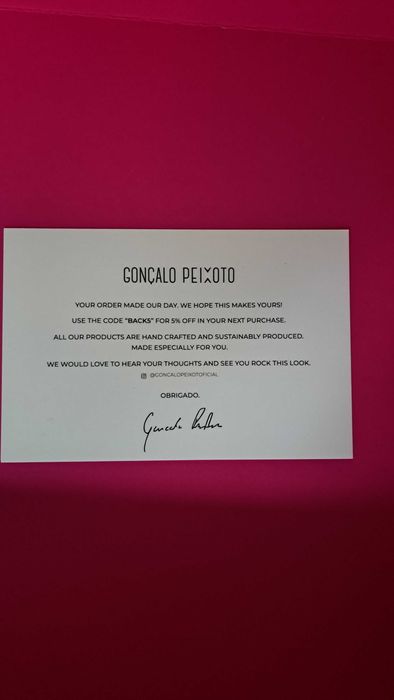 GONÇALO PEIXOTO
YOUR ORDER MADE OUR DAY. WE HOPE THIS MAKES YOURS!
USE THE CODE "BACK5" FOR 5% OFF IN YOUR NEXT PURCHASE.
ALL OUR PRODUCTS ARE HAND CRAFTED AND SUSTAINABLY PRODUCED.
MADE ESPECIALLY FOR YOU.
WE WOULD LOVE TO HEAR YOUR THOUGHTS AND SEE YOU ROCK THIS LOOK.
@GONCALOPEIXOTOFICIAL
OBRIGADO.